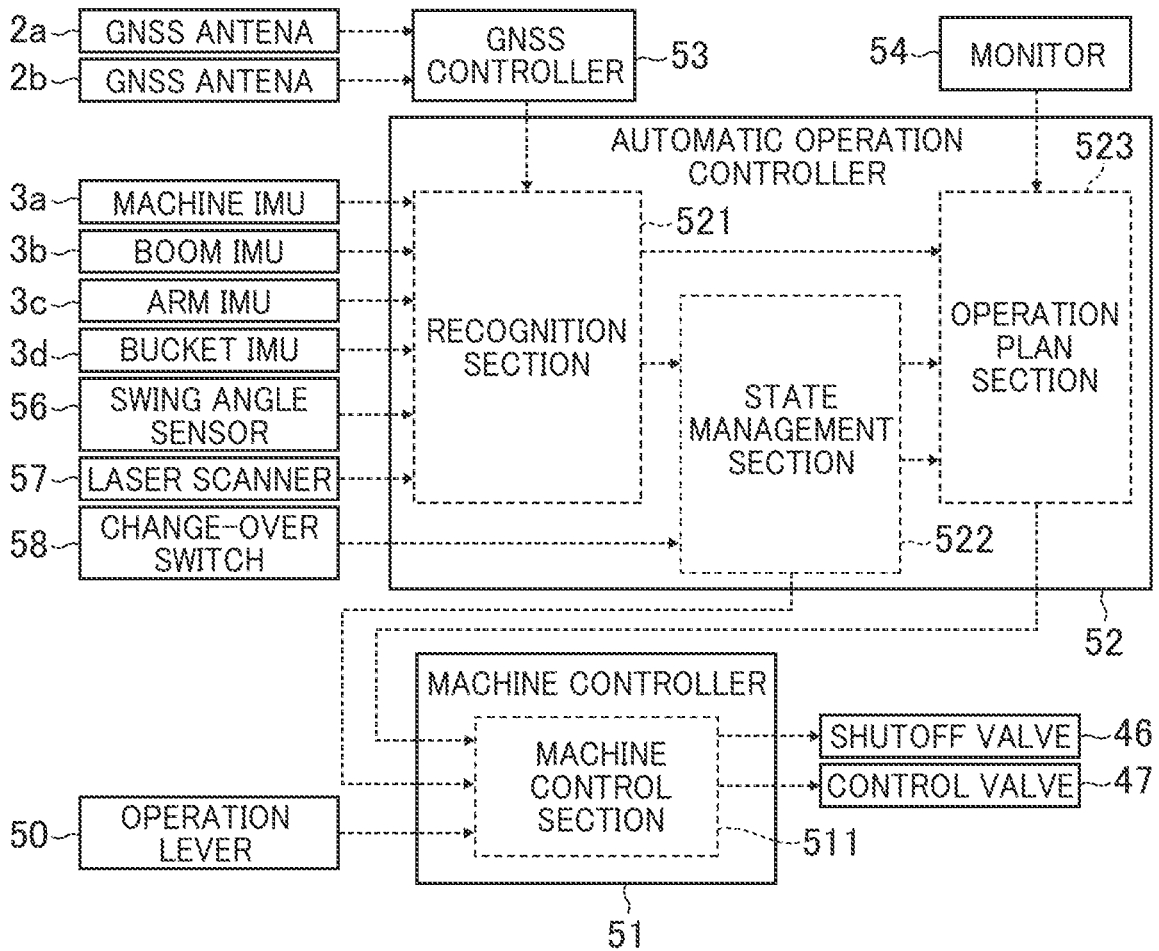 2a
GNSS ANTENA
2b
GNSS ANTENA
GNSS
CONTROLLER
53
54
MONITOR
AUTOMATIC OPERATION
CONTROLLER
523
3a
MACHINE IMU
3b
BOOM IMU
3c
ARM IMU
3d
BUCKET IMU
56
SWING ANGLE
SENSOR
57
LASER SCANNER
58
CHANGE-OVER
SWITCH
RECOGNITION
SECTION
521
STATE
MANAGEMENT
SECTION
522
OPERATION
PLAN
SECTION
52
MACHINE CONTROLLER
MACHINE
CONTROL
SECTION
511
SHUTOFF VALVE
46
CONTROL VALVE
47
50
OPERATION
LEVER
51